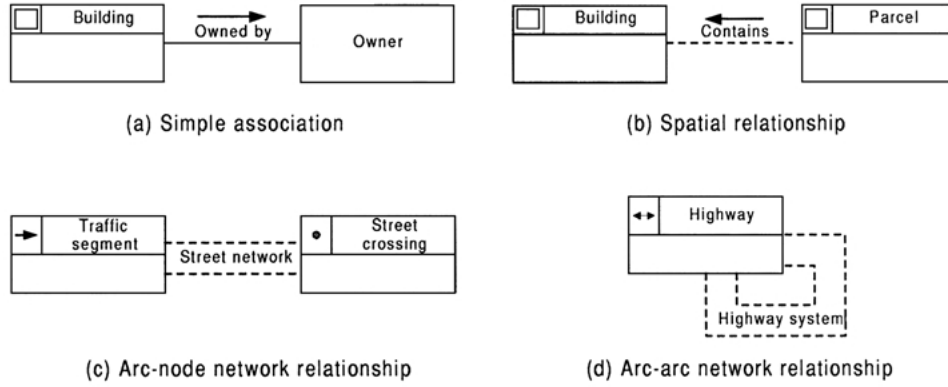 Building
Owned by
Owner
(a) Simple association
Building
Contains
Parcel
(b) Spatial relationship
Traffic
segment
Street network
Street
crossing
(c) Arc-node network relationship
Highway
Highway system
(d) Arc-arc network relationship